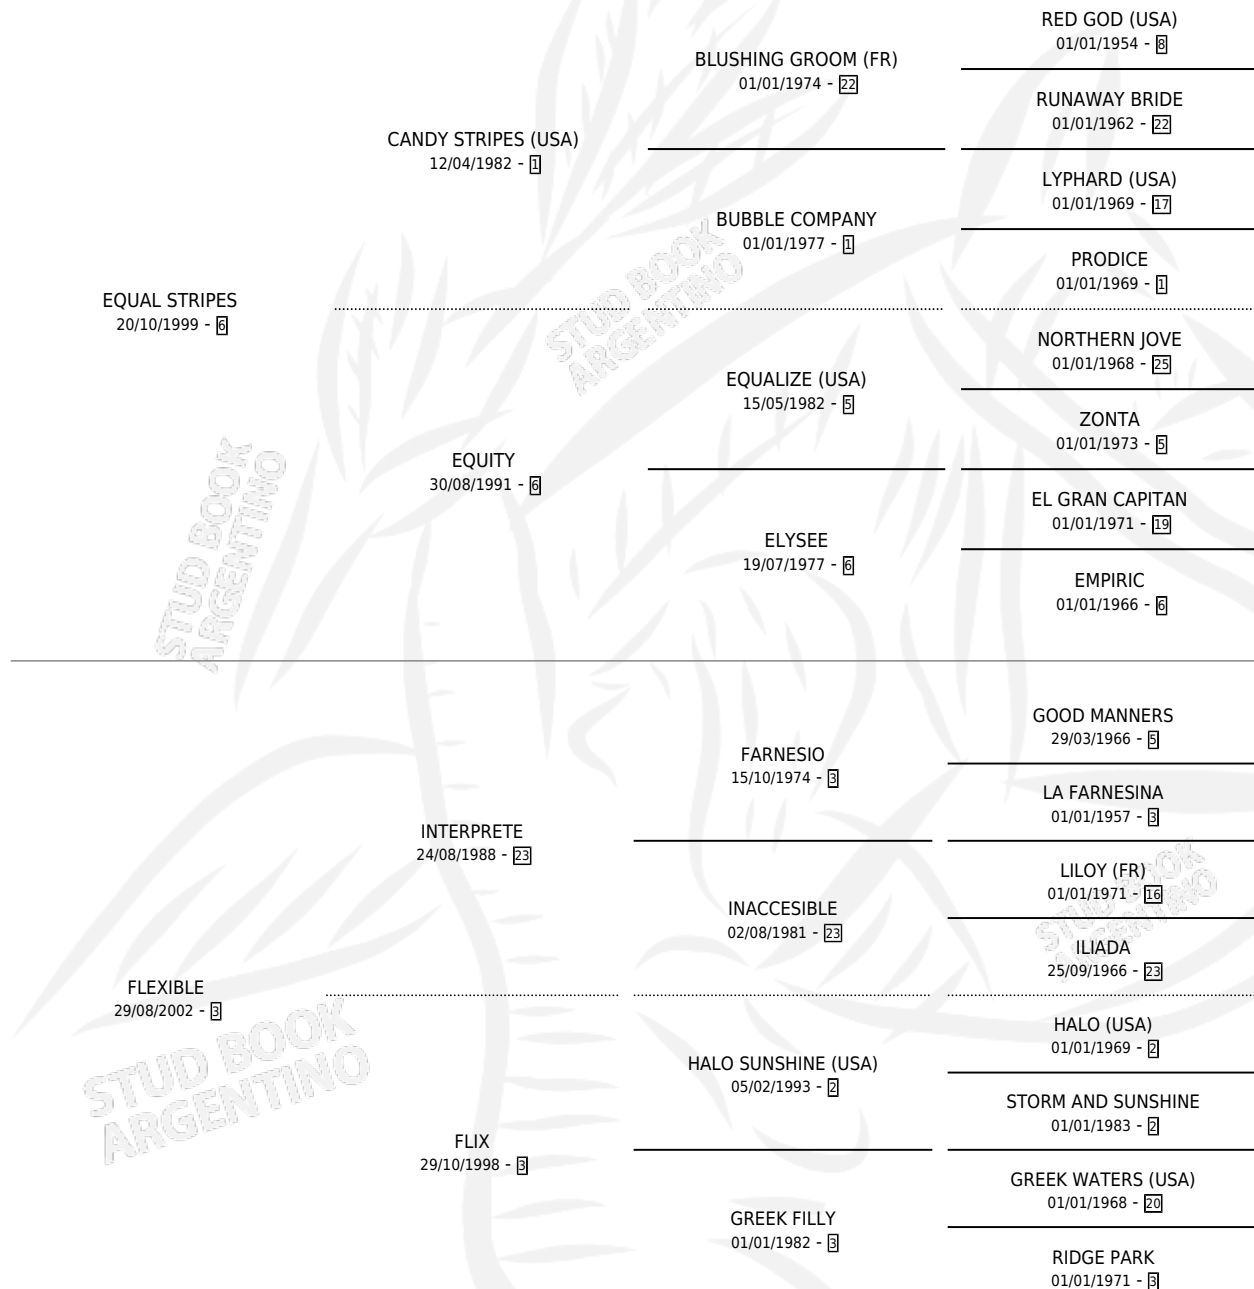 EQUAL STRIPES
20/10/1999 - 6
CANDY STRIPES (USA)
12/04/1982 - 1
EQUITY
30/08/1991 - 6
BLUSHING GROOM (FR)
01/01/1974 - 22
BUBBLE COMPANY
01/01/1977 - 1
EQUALIZE (USA)
15/05/1982 - 5
ELYSEE
19/07/1977 - 6
RED GOD (USA)
01/01/1954 - 8
RUNAWAY BRIDE
01/01/1962 - 22
LYPHARD (USA)
01/01/1969 - 17
PRODICE
01/01/1969 - 1
NORTHERN JOVE
01/01/1968 - 25
ZONTA
01/01/1973 - 5
EL GRAN CAPITAN
01/01/1971 - 19
EMPIRIC
01/01/1966 - 6
FLEXIBLE
29/08/2002 - 3
INTERPRETE
24/08/1988 - 23
FLIX
29/10/1998 - 3
FARNESIO
15/10/1974 - 3
INACCESIBLE
02/08/1981 - 23
HALO SUNSHINE (USA)
05/02/1993 - 2
GREEK FILLY
01/01/1982 - 3
GOOD MANNERS
29/03/1966 - 5
LA FARNESINA
01/01/1957 - 3
LILOY (FR)
01/01/1971 - 16
ILIADA
25/09/1966 - 23
HALO (USA)
01/01/1969 - 2
STORM AND SUNSHINE
01/01/1983 - 2
GREEK WATERS (USA)
01/01/1968 - 20
RIDGE PARK
01/01/1971 - 3
STUD BOOK
ARGENTINO
STUD BOOK
ARGENTINO
STUD BOOK
ARGENTINO
STUD BOOK
ARGENTINO